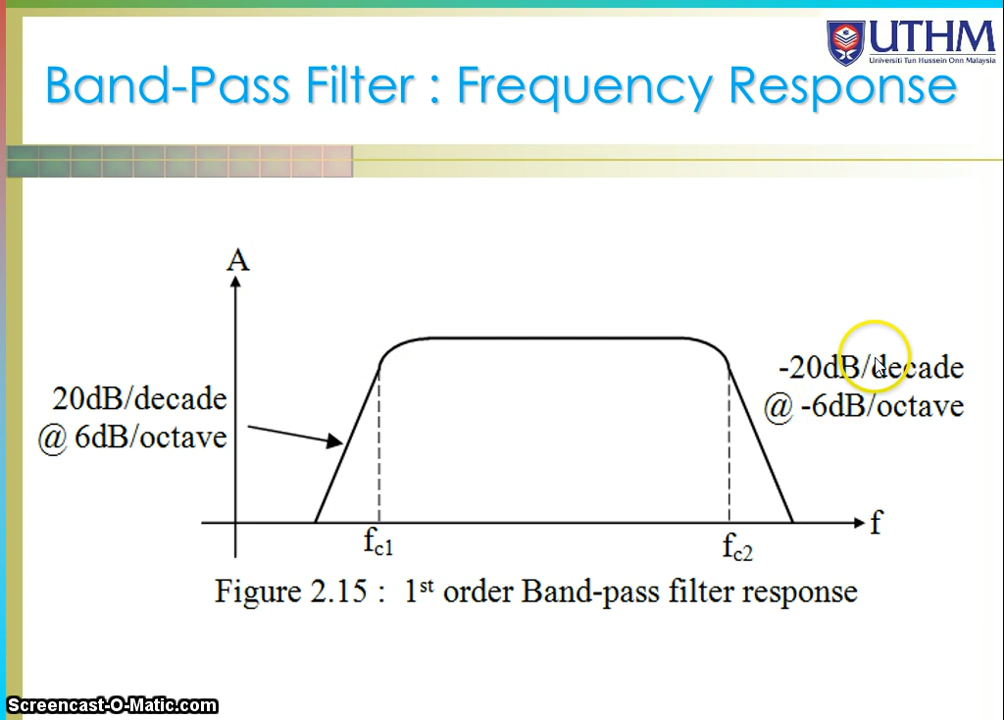 UTHM
Universiti Tun Hussein Onn Malaysia
Band-Pass Filter : Frequency Response
A
-20dB/decade
@ -6dB/octave
20dB/decade
@ 6dB/octave
f
fc1
fc2
Figure 2.15 : 1st order Band-pass filter response
Screencast-O-Matic.com